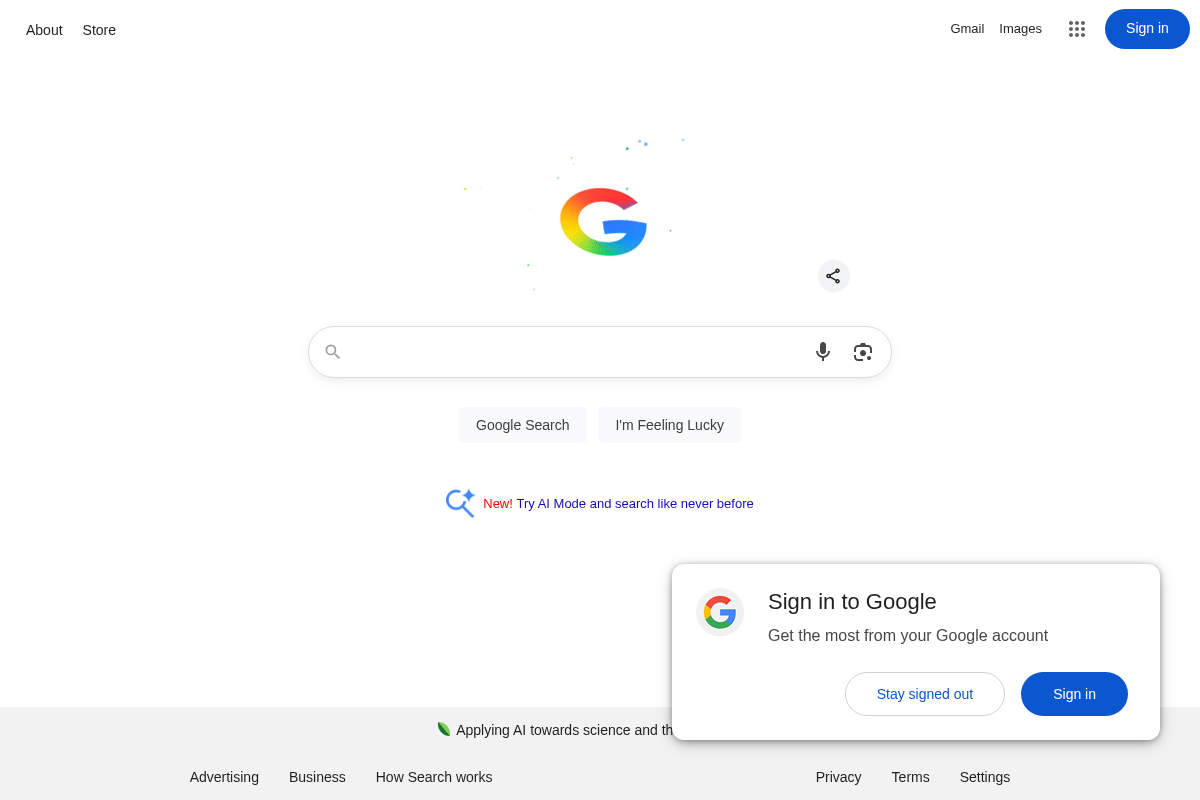 About Store
Gmail Images Sign in
Google Search I'm Feeling Lucky
New! Try AI Mode and search like never before
Sign in to Google
Get the most from your Google account
Stay signed out Sign in
Applying AI towards science and
Advertising Business How Search works Privacy Terms Settings